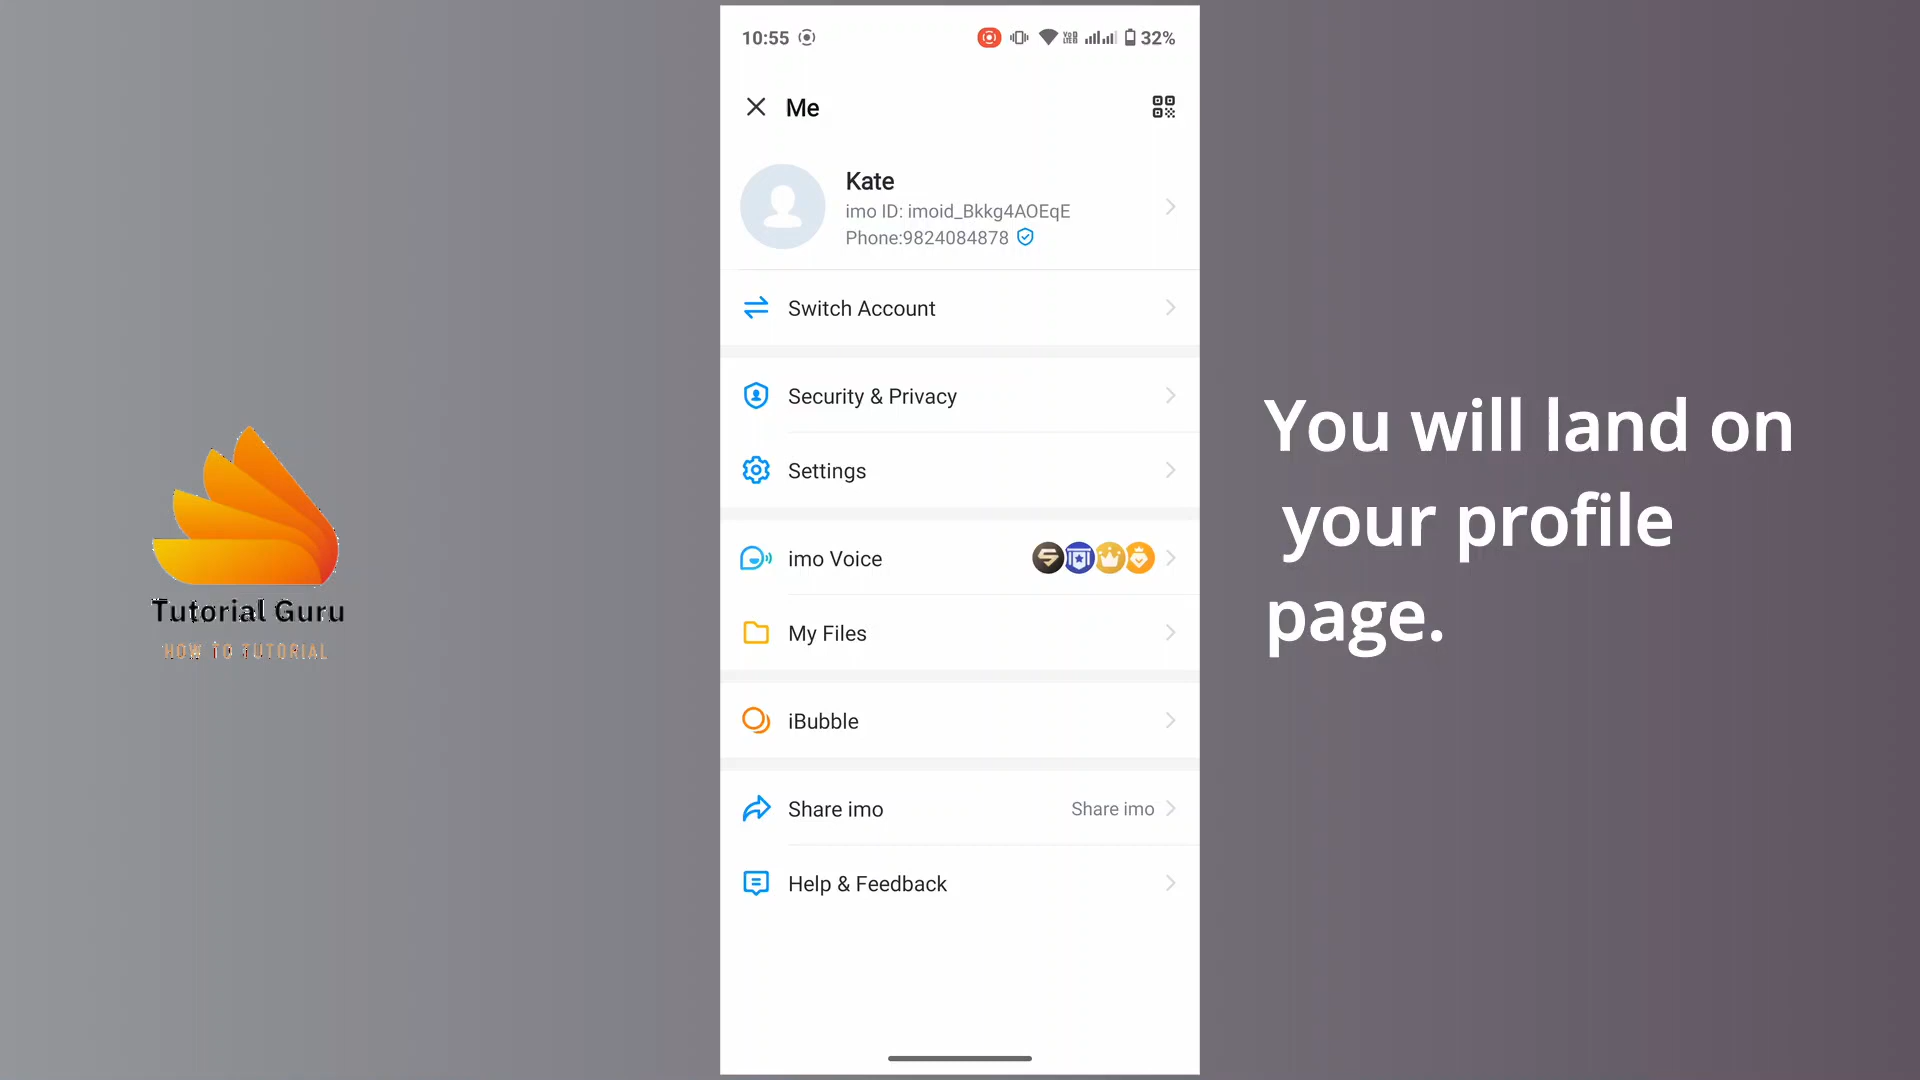 10:55
32%
Me
Kate
imo ID: imoid_Bkkg4AOEqE
Phone:9824084878
Switch Account
Security & Privacy
Settings
imo Voice
My Files
iBubble
Share imo Share imo
Help & Feedback
Tutorial Guru
HOW TO TUTORIAL
You will land on
your profile
page.